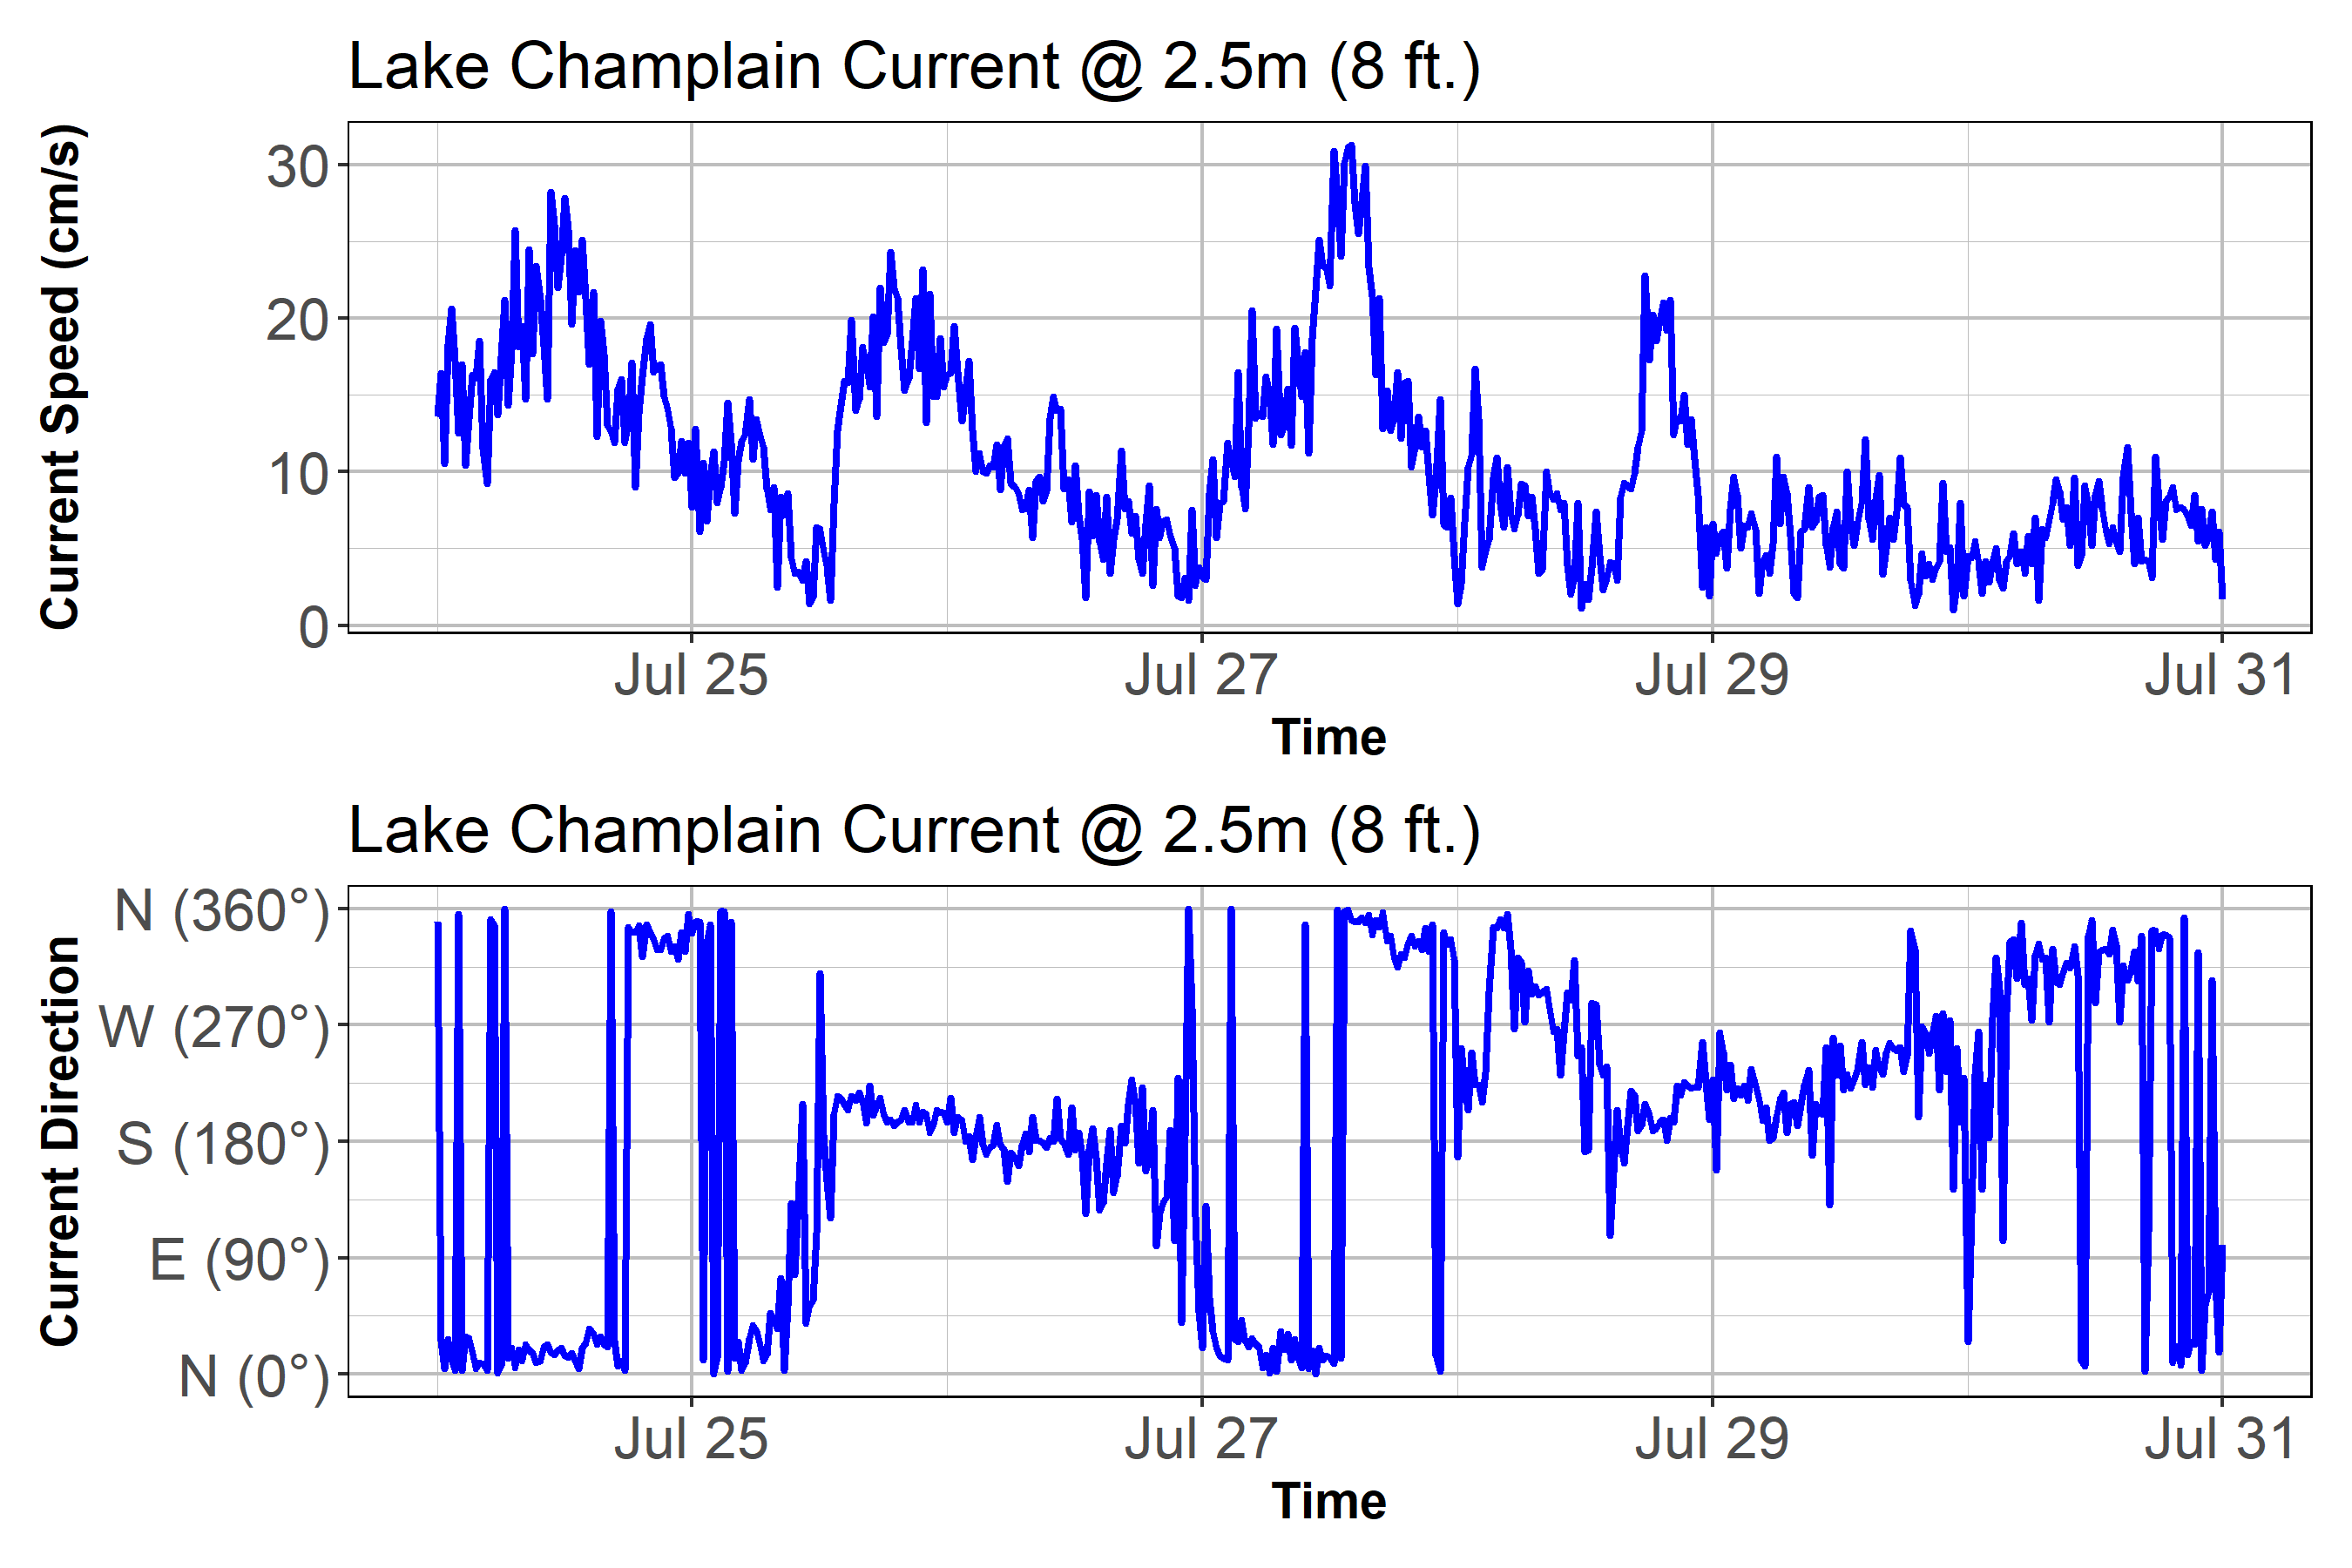 Lake Champlain Current @ 2.5m (8 ft.)
Current Speed (cm/s)
30
20
10
0
Jul 25 Jul 27 Jul 29 Jul 31
Time
Lake Champlain Current @ 2.5m (8 ft.)
Current Direction
N (360°)
W (270°)
S (180°)
E (90°)
N (0°)
Jul 25 Jul 27 Jul 29 Jul 31
Time